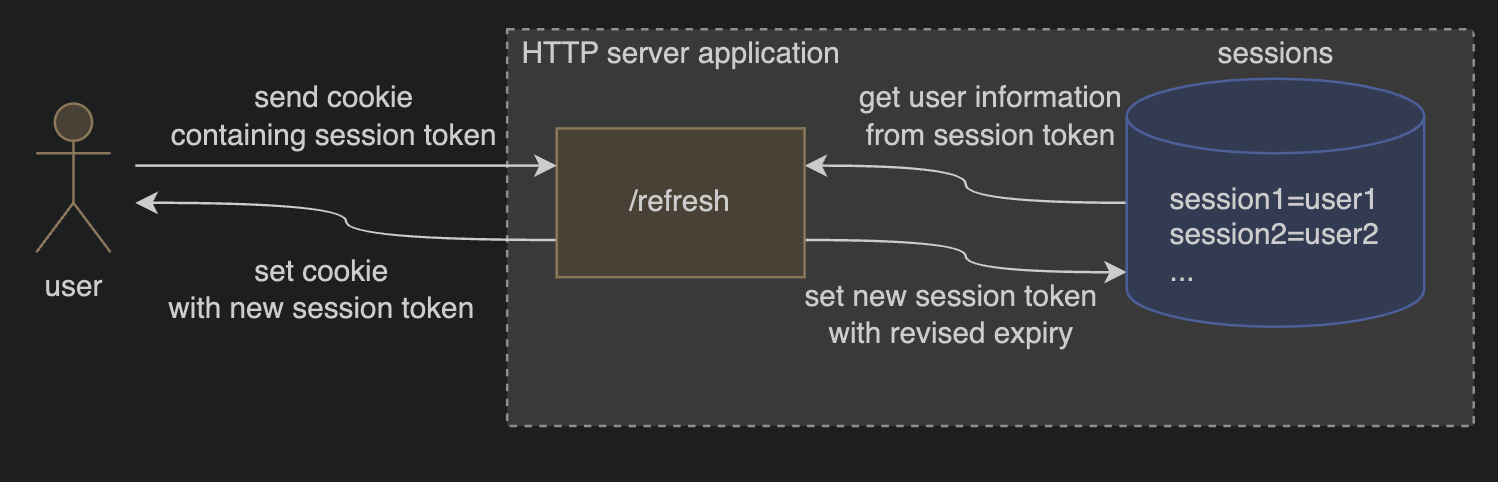 HTTP server application
sessions
send cookie
containing session token
get user information
from session token
/refresh
session1=user1
session2=user2
...
user
set cookie
with new session token
set new session token
with revised expiry